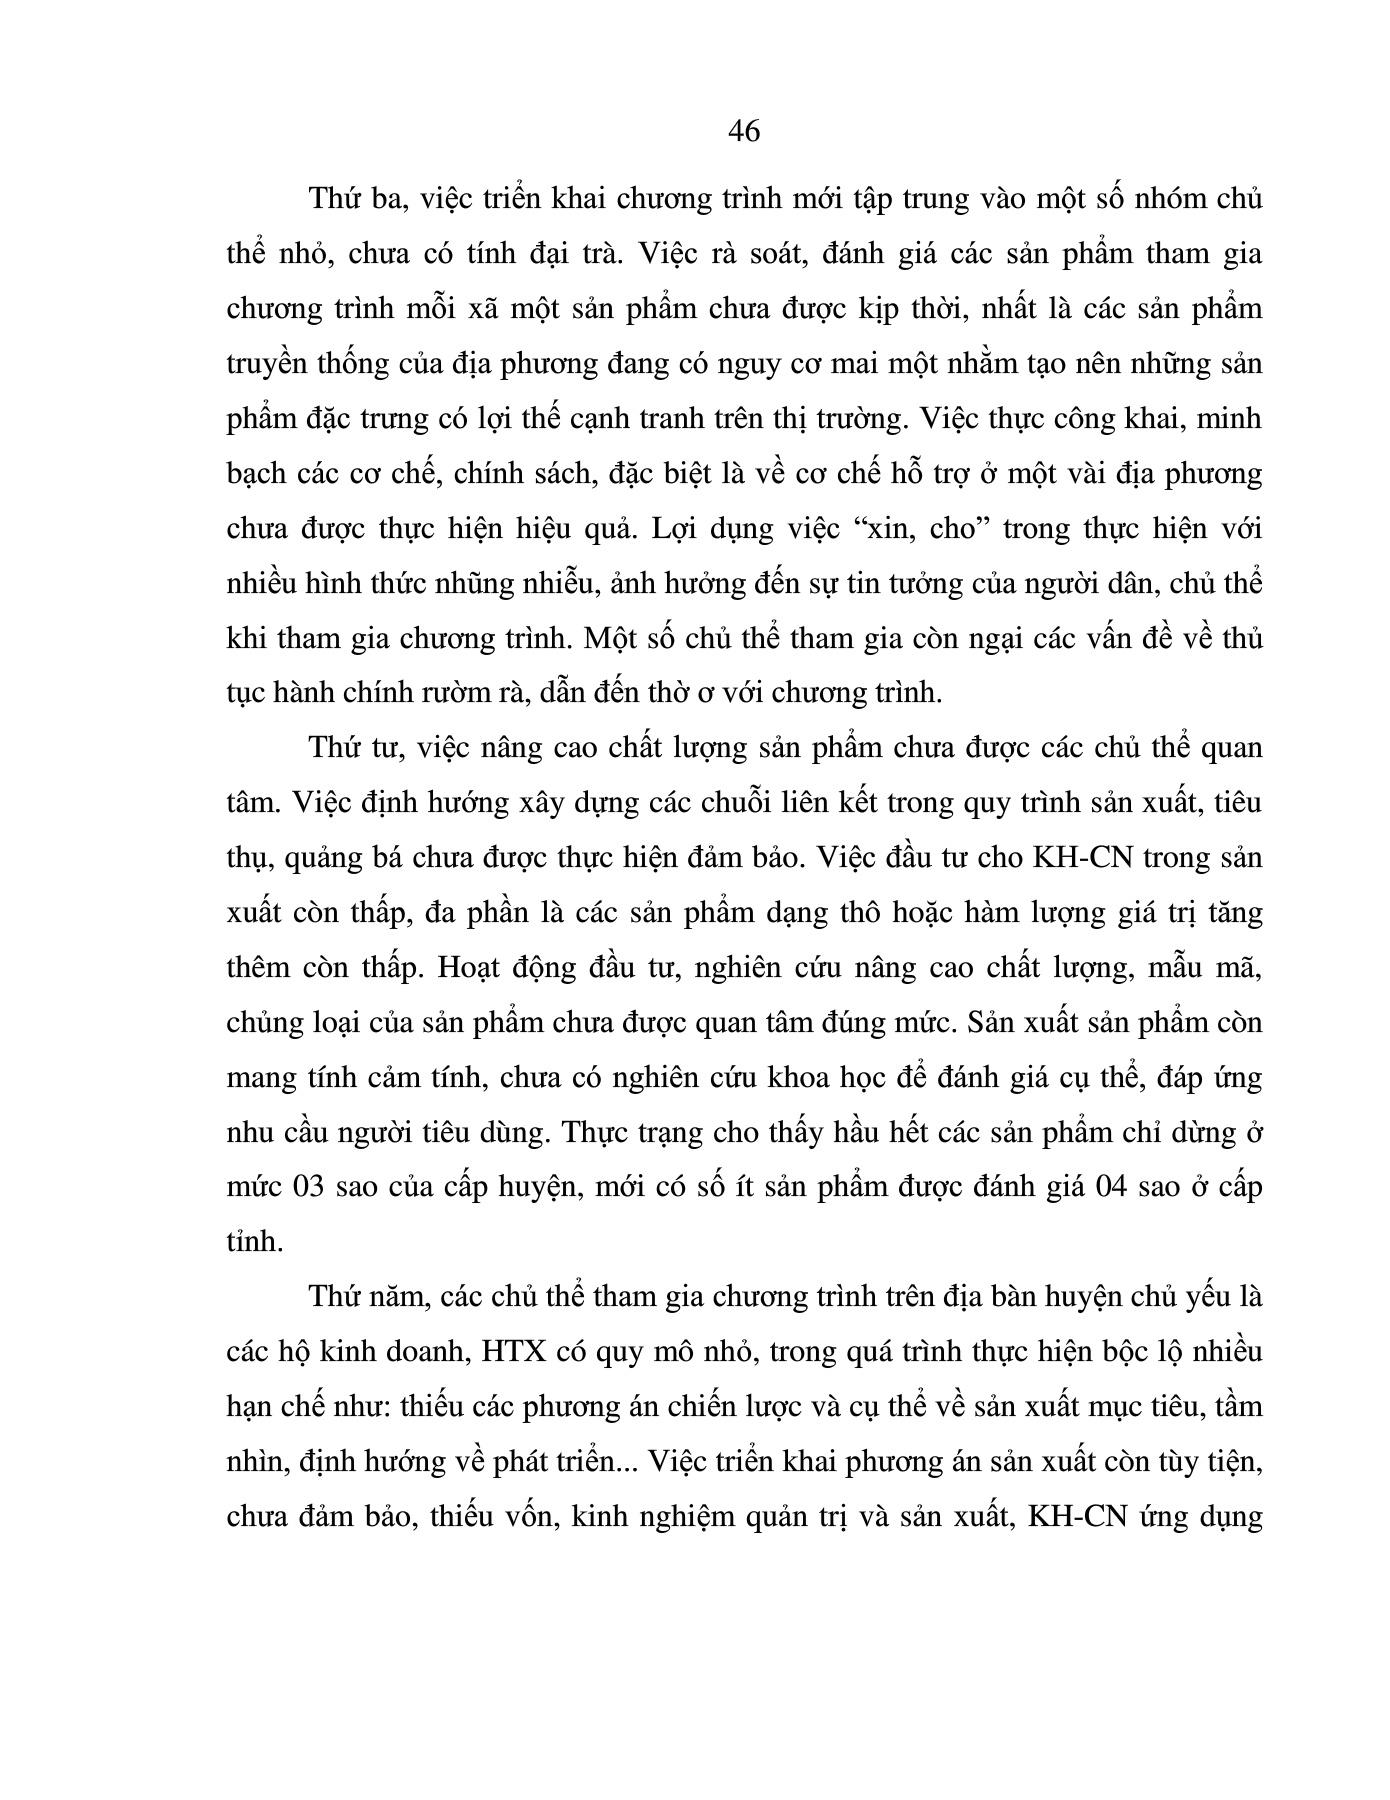 46
Thứ ba, việc triển khai chương trình mới tập trung vào một số nhóm chủ
thể nhỏ, chưa có tính đại trà. Việc rà soát, đánh giá các sản phẩm tham gia
chương trình mỗi xã một sản phẩm chưa được kịp thời, nhất là các sản phẩm
truyền thống của địa phương đang có nguy cơ mai một nhằm tạo nên những sản
phẩm đặc trưng có lợi thế cạnh tranh trên thị trường. Việc thực công khai, minh
bạch các cơ chế, chính sách, đặc biệt là về cơ chế hỗ trợ ở một vài địa phương
chưa được thực hiện hiệu quả. Lợi dụng việc “xin, cho” trong thực hiện với
nhiều hình thức nhũng nhiễu, ảnh hưởng đến sự tin tưởng của người dân, chủ thể
khi tham gia chương trình. Một số chủ thể tham gia còn ngại các vấn đề về thủ
tục hành chính rườm rà, dẫn đến thờ ơ với chương trình.
Thứ tư, việc nâng cao chất lượng sản phẩm chưa được các chủ thể quan
tâm. Việc định hướng xây dựng các chuỗi liên kết trong quy trình sản xuất, tiêu
thụ, quảng bá chưa được thực hiện đảm bảo. Việc đầu tư cho KH-CN trong sản
xuất còn thấp, đa phần là các sản phẩm dạng thô hoặc hàm lượng giá trị tăng
thêm còn thấp. Hoạt động đầu tư, nghiên cứu nâng cao chất lượng, mẫu mã,
chủng loại của sản phẩm chưa được quan tâm đúng mức. Sản xuất sản phẩm còn
mang tính cảm tính, chưa có nghiên cứu khoa học để đánh giá cụ thể, đáp ứng
nhu cầu người tiêu dùng. Thực trạng cho thấy hầu hết các sản phẩm chỉ dừng ở
mức 03 sao của cấp huyện, mới có số ít sản phẩm được đánh giá 04 sao ở cấp
tỉnh.
Thứ năm, các chủ thể tham gia chương trình trên địa bàn huyện chủ yếu là
các hộ kinh doanh, HTX có quy mô nhỏ, trong quá trình thực hiện bộc lộ nhiều
hạn chế như: thiếu các phương án chiến lược và cụ thể về sản xuất mục tiêu, tầm
nhìn, định hướng về phát triển... Việc triển khai phương án sản xuất còn tùy tiện,
chưa đảm bảo, thiếu vốn, kinh nghiệm quản trị và sản xuất, KH-CN ứng dụng